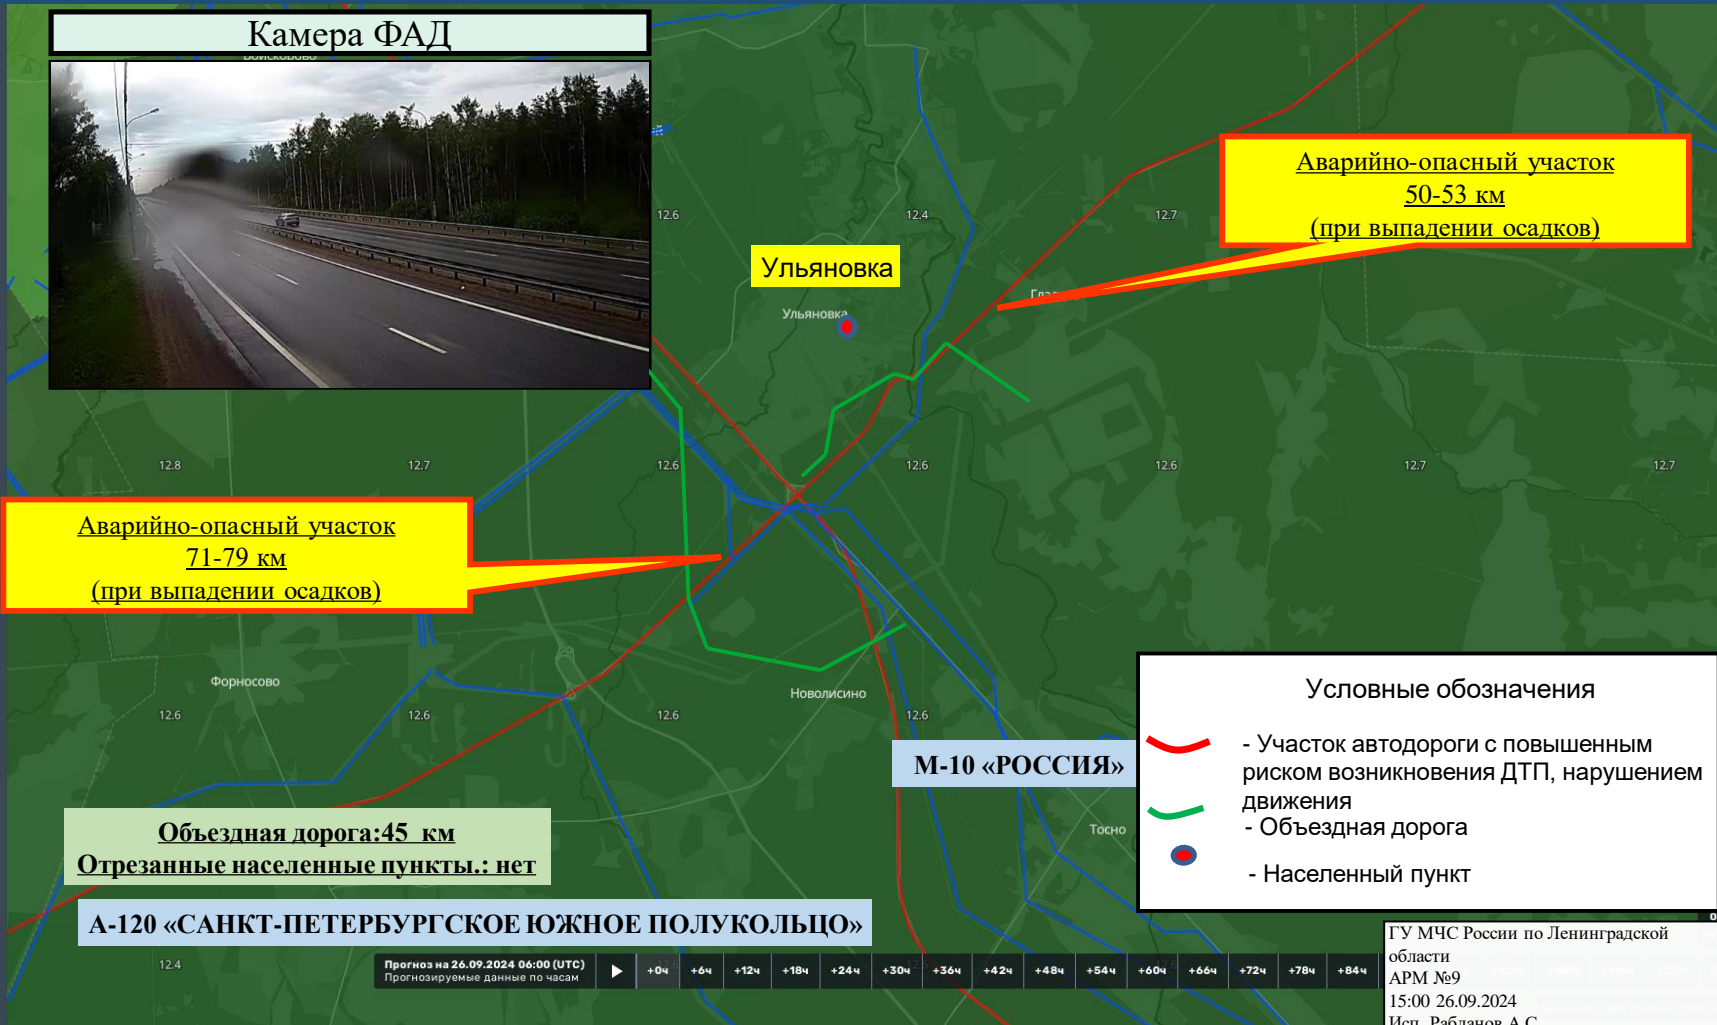 Камера ФАД
Войскорово
Аварийно-опасный участок
50-53 км
(при выпадении осадков)
12.6
12.4
12.7
Ульяновка
Ульяновка
12.8
12.7
12.6
12.6
12.6
12.7
12.7
Аварийно-опасный участок
71-79 км
(при выпадении осадков)
Форносово
Новолисино
12.6
12.6
12.6
12.6
М-10 «РОССИЯ»
Условные обозначения
- Участок автодороги с повышенным
риском возникновения ДТП, нарушением
движения
- Объездная дорога
- Населенный пункт
Тосно
Объездная дорога:45 км
Отрезанные населенные пункты.: нет
А-120 «САНКТ-ПЕТЕРБУРГСКОЕ ЮЖНОЕ ПОЛУКОЛЬЦО»
12.4
Прогноз на 26.09.2024 06:00 (UTC)
Прогнозируемые данные по часам
+0ч +6ч +12ч +18ч +24ч +30ч +36ч +42ч +48ч +54ч +60ч +66ч +72ч +78ч +84ч
ГУ МЧС России по Ленинградской
области
АРМ №9
15:00 26.09.2024
Исп. Рабданов А.С.